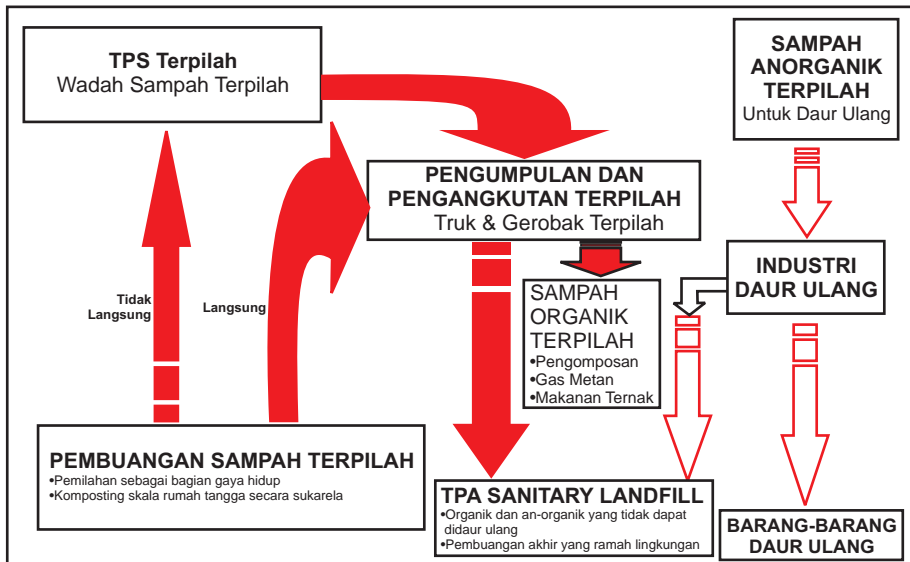 TPS Terpilah
Wadah Sampah Terpilah
SAMPAH
ANORGANIK
TERPILAH
Untuk Daur Ulang
PENGUMPULAN DAN
PENGANGKUTAN TERPILAH
Truk & Gerobak Terpilah
INDUSTRI
DAUR ULANG
Tidak
Langsung
Langsung
SAMPAH
ORGANIK
TERPILAH
•Pengomposan
•Gas Metan
•Makanan Ternak
PEMBUANGAN SAMPAH TERPILAH
•Pemilahan sebagai bagian gaya hidup
•Komposting skala rumah tangga secara sukarela
TPA SANITARY LANDFILL
•Organik dan an-organik yang tidak dapat
didaur ulang
•Pembuangan akhir yang ramah lingkungan
BARANG-BARANG
DAUR ULANG